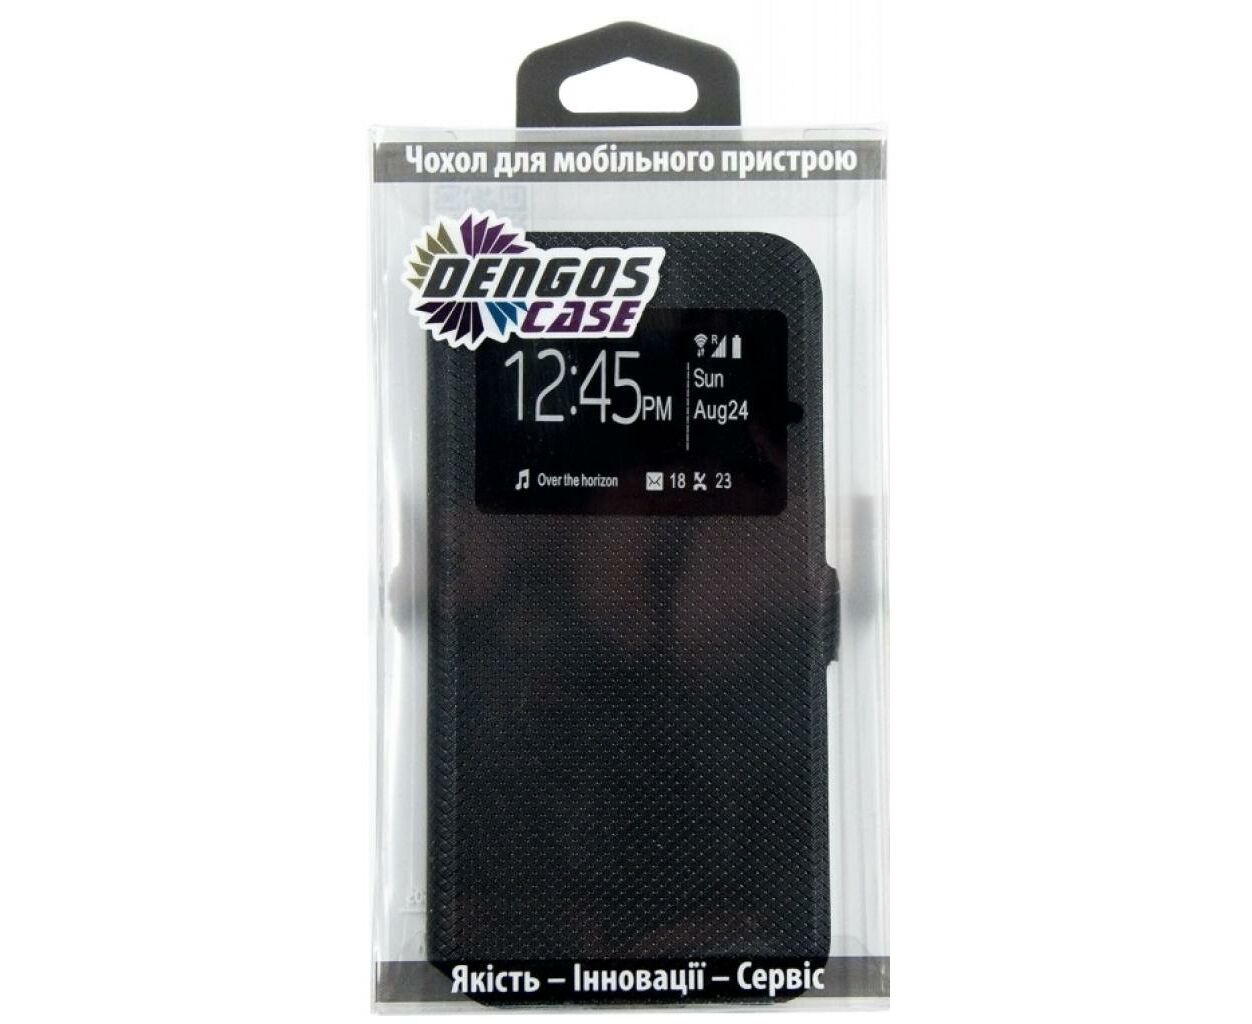 Чохол для мобільного пристрою
DENGOS
CASE
12:45PM
R
Sun
Aug24
Over the horizon 18 23
Якість – Інновації – Сервіс